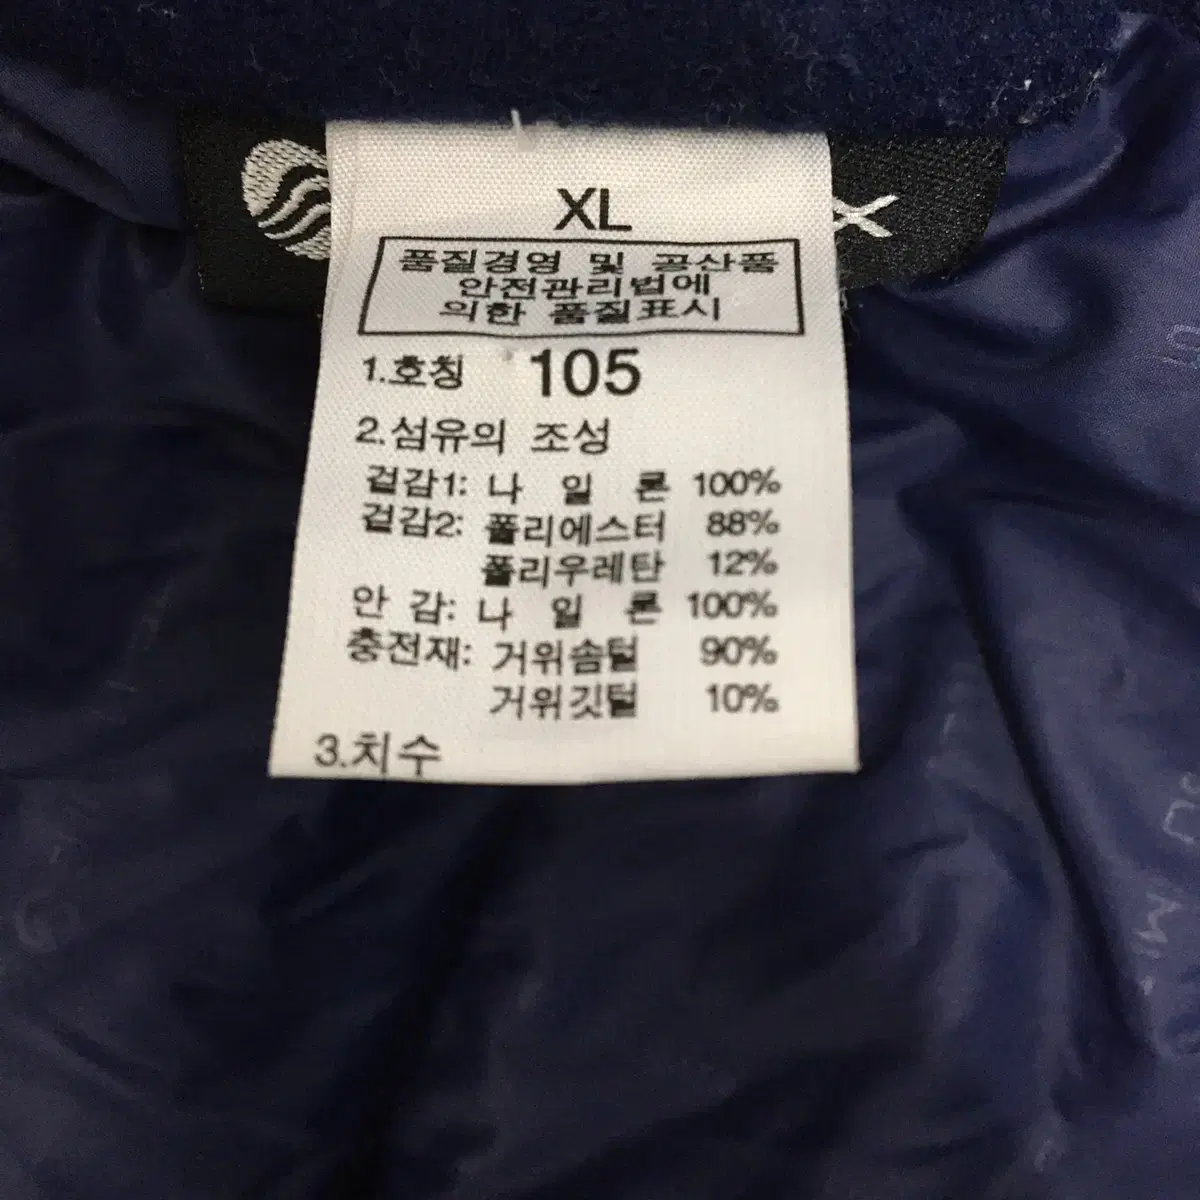 XL
품질경영 및 공산품
안전관리법에
의한 품질표시
1.호칭 105
2.섬유의 조성
겉감1: 나 일 론 100%
겉감2: 폴리에스터 88%
폴리우레탄 12%
안 감: 나 일 론 100%
충전재: 거위솜털 90%
거위깃털 10%
3.치수
X